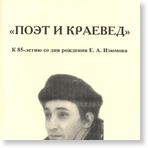 «ПОЭТ И КРАЕВЕД»
К 85-летию со дня рождения Е. А. Изюмова